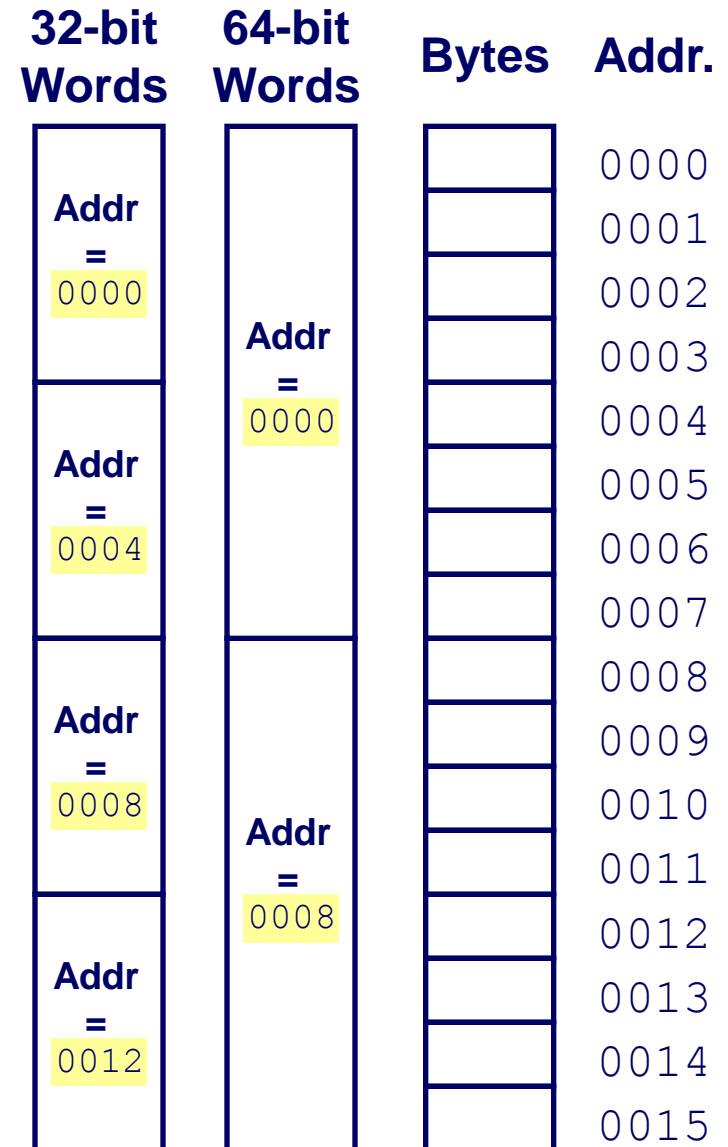 32-bit
Words
64-bit
Words
Bytes
Addr.
Addr
=
0000
Addr
=
0004
Addr
=
0008
Addr
=
0012
Addr
=
0000
Addr
=
0008
0000
0001
0002
0003
0004
0005
0006
0007
0008
0009
0010
0011
0012
0013
0014
0015